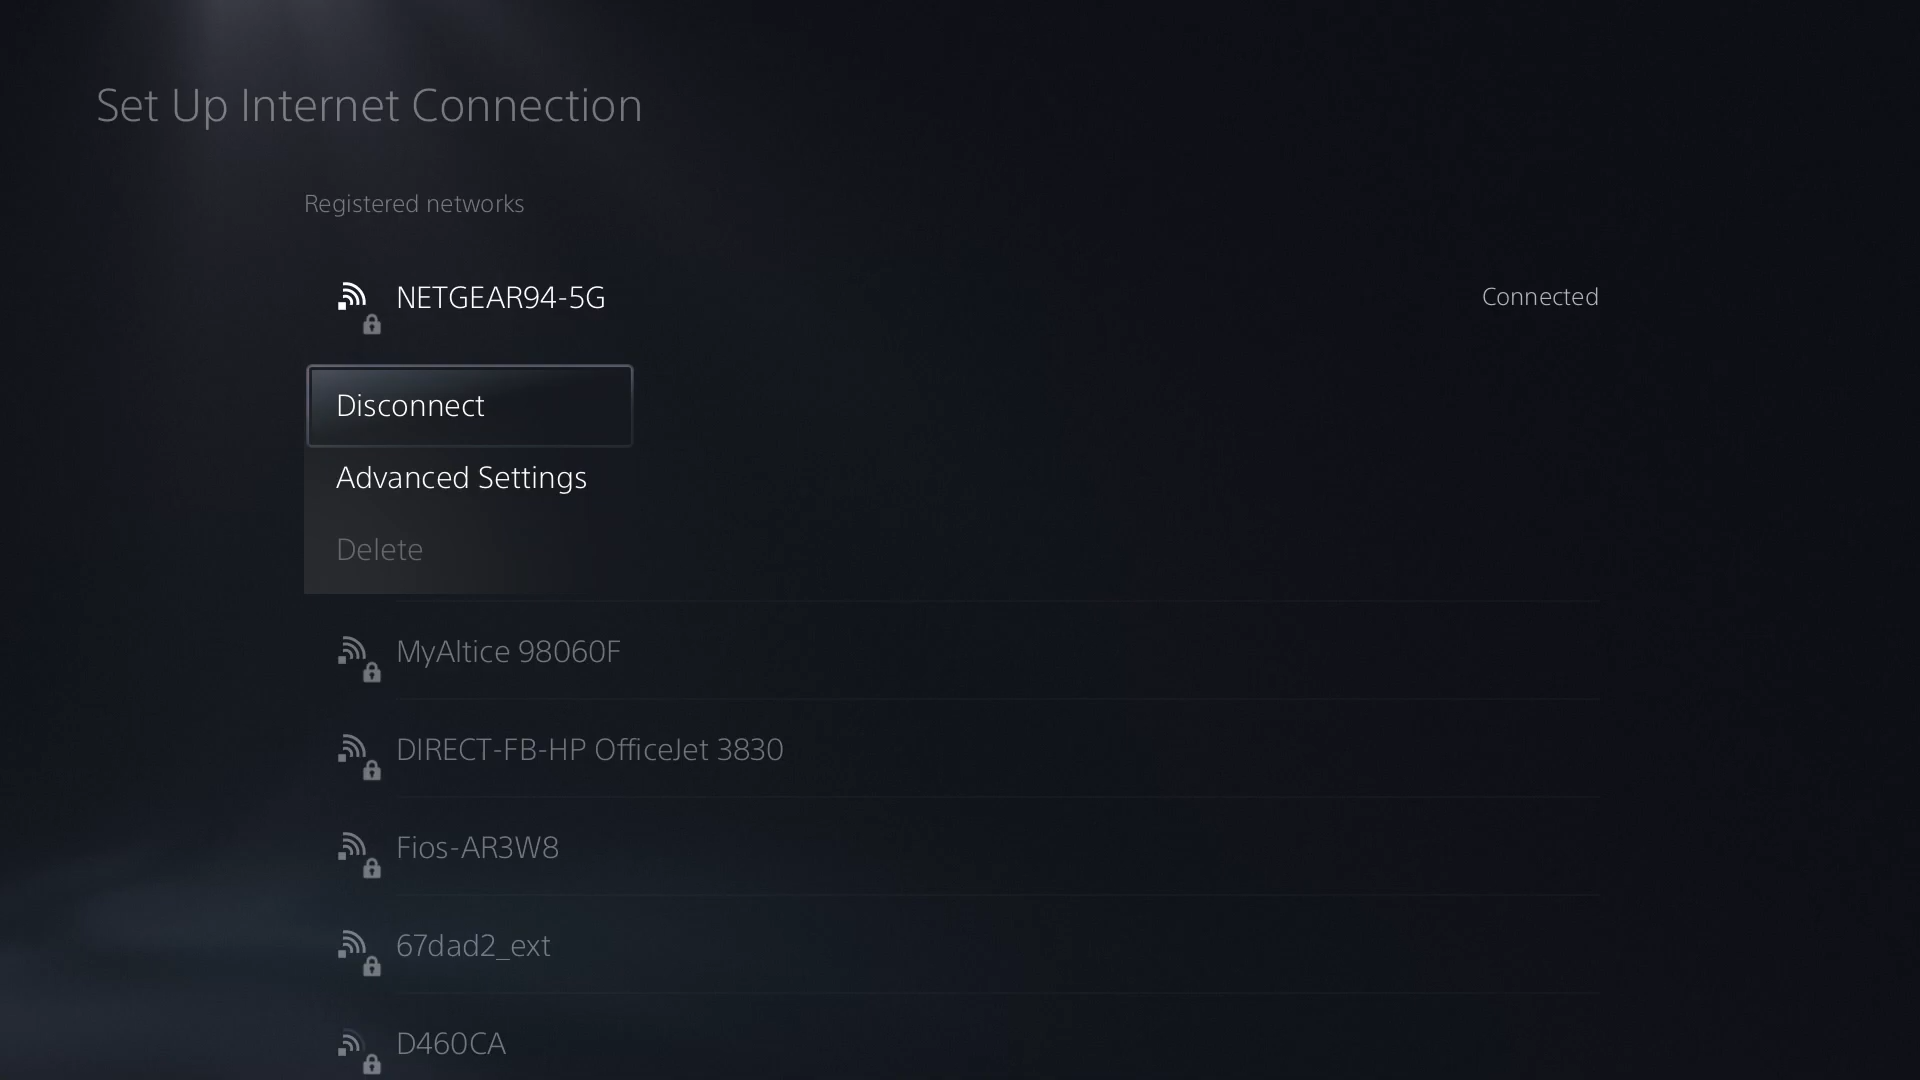 Set Up Internet Connection
Registered networks
NETGEAR94-5G
Connected
Disconnect
Advanced Settings
Delete
MyAltice 98060F
DIRECT-FB-HP OfficeJet 3830
Fios-AR3W8
67dad2_ext
D460CA